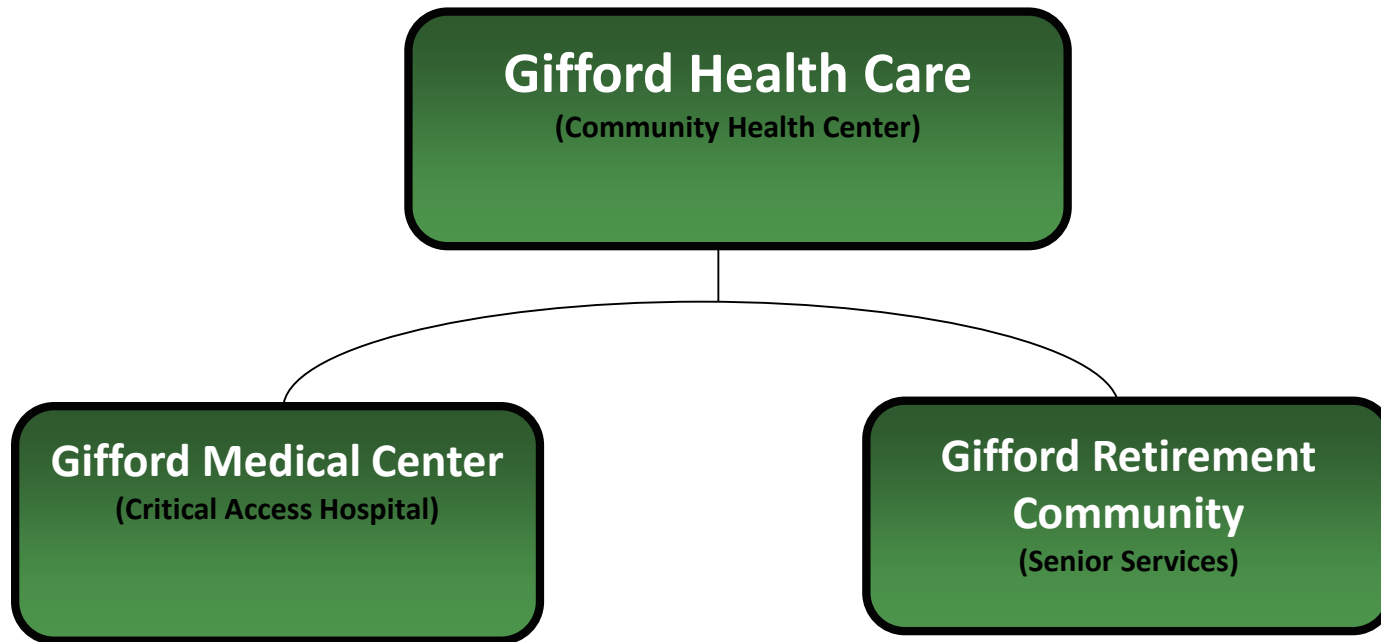 Gifford Health Care
(Community Health Center)
Gifford Medical Center
(Critical Access Hospital)
Gifford Retirement
Community
(Senior Services)